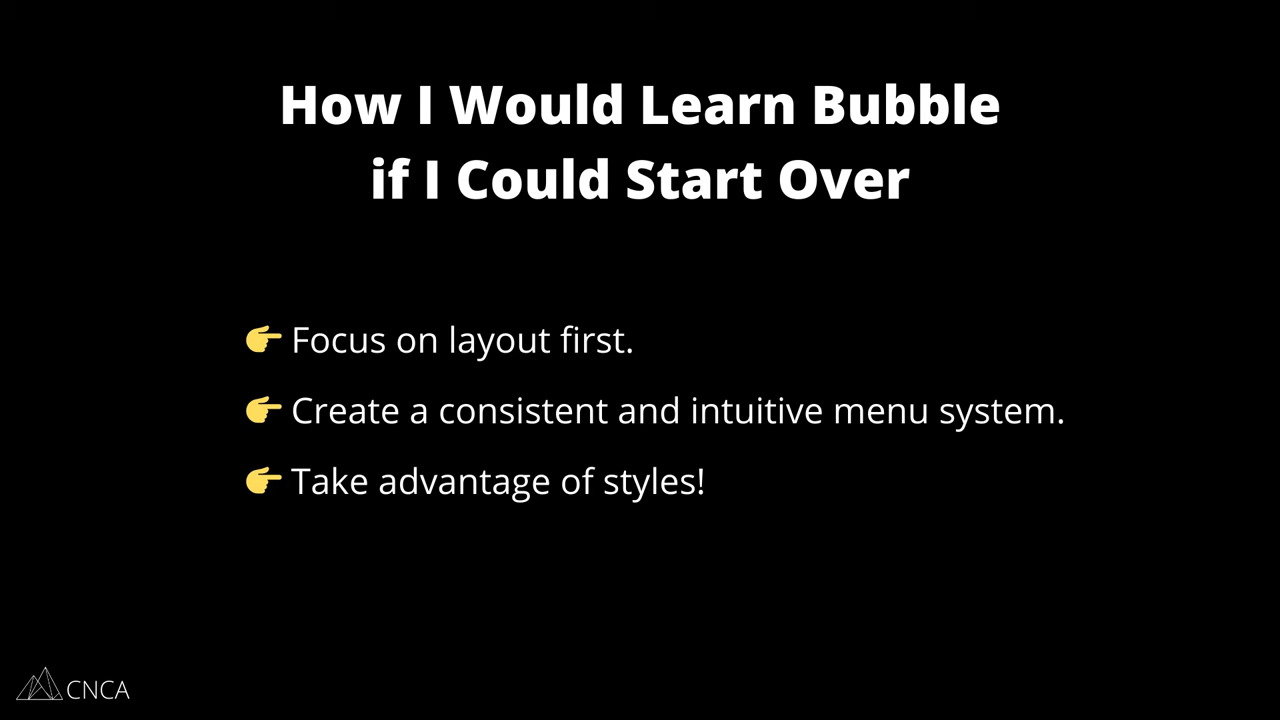 How I Would Learn Bubble
if I Could Start Over
👉 Focus on layout first.
👉 Create a consistent and intuitive menu system.
👉 Take advantage of styles!
CNCA